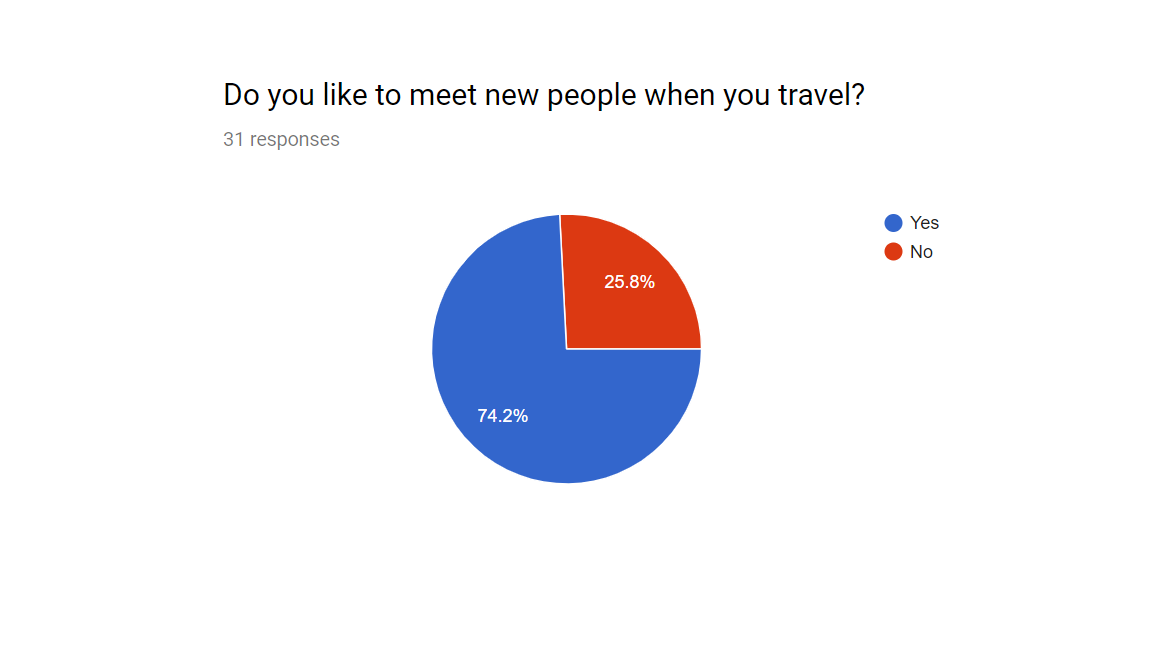 Do you like to meet new people when you travel?
31 responses
Yes
No
25.8%
74.2%